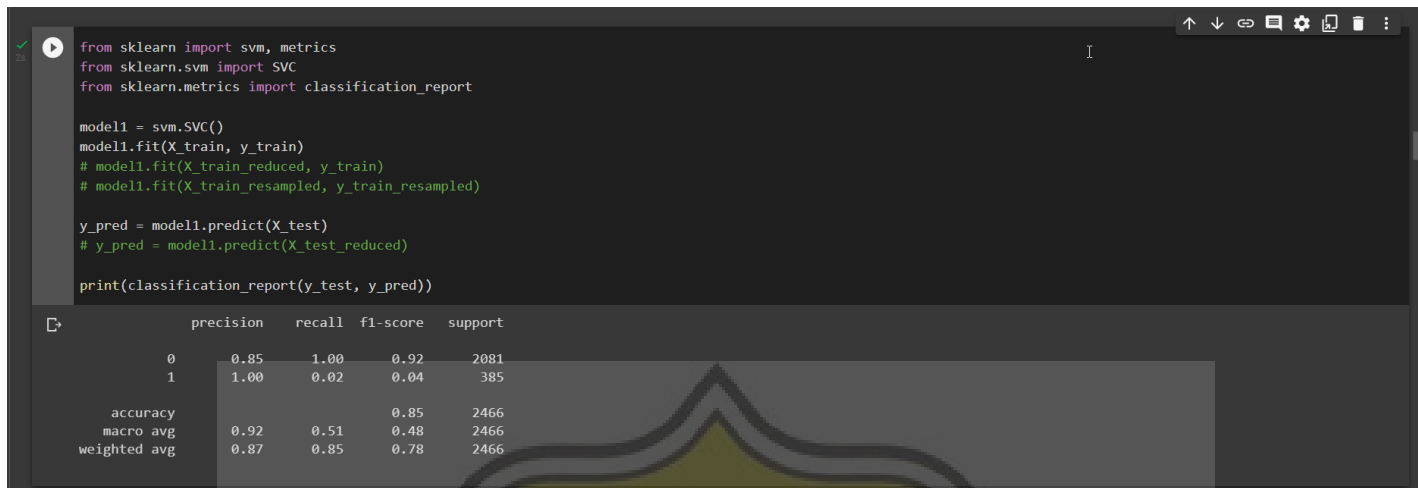 2s
from sklearn import svm, metrics
from sklearn.svm import SVC
from sklearn.metrics import classification_report
model1 = svm.SVC()
model1.fit(X_train, y_train)
# model1.fit(X_train_reduced, y_train)
# model1.fit(X_train_resampled, y_train_resampled)
y_pred = model1.predict(X_test)
# y_pred = model1.predict(X_test_reduced)
print(classification_report(y_test, y_pred))
precision recall f1-score support
0 0.85 1.00 0.92 2081
1 1.00 0.02 0.04 385
accuracy 0.85 2466
macro avg 0.92 0.51 0.48 2466
weighted avg 0.87 0.85 0.78 2466